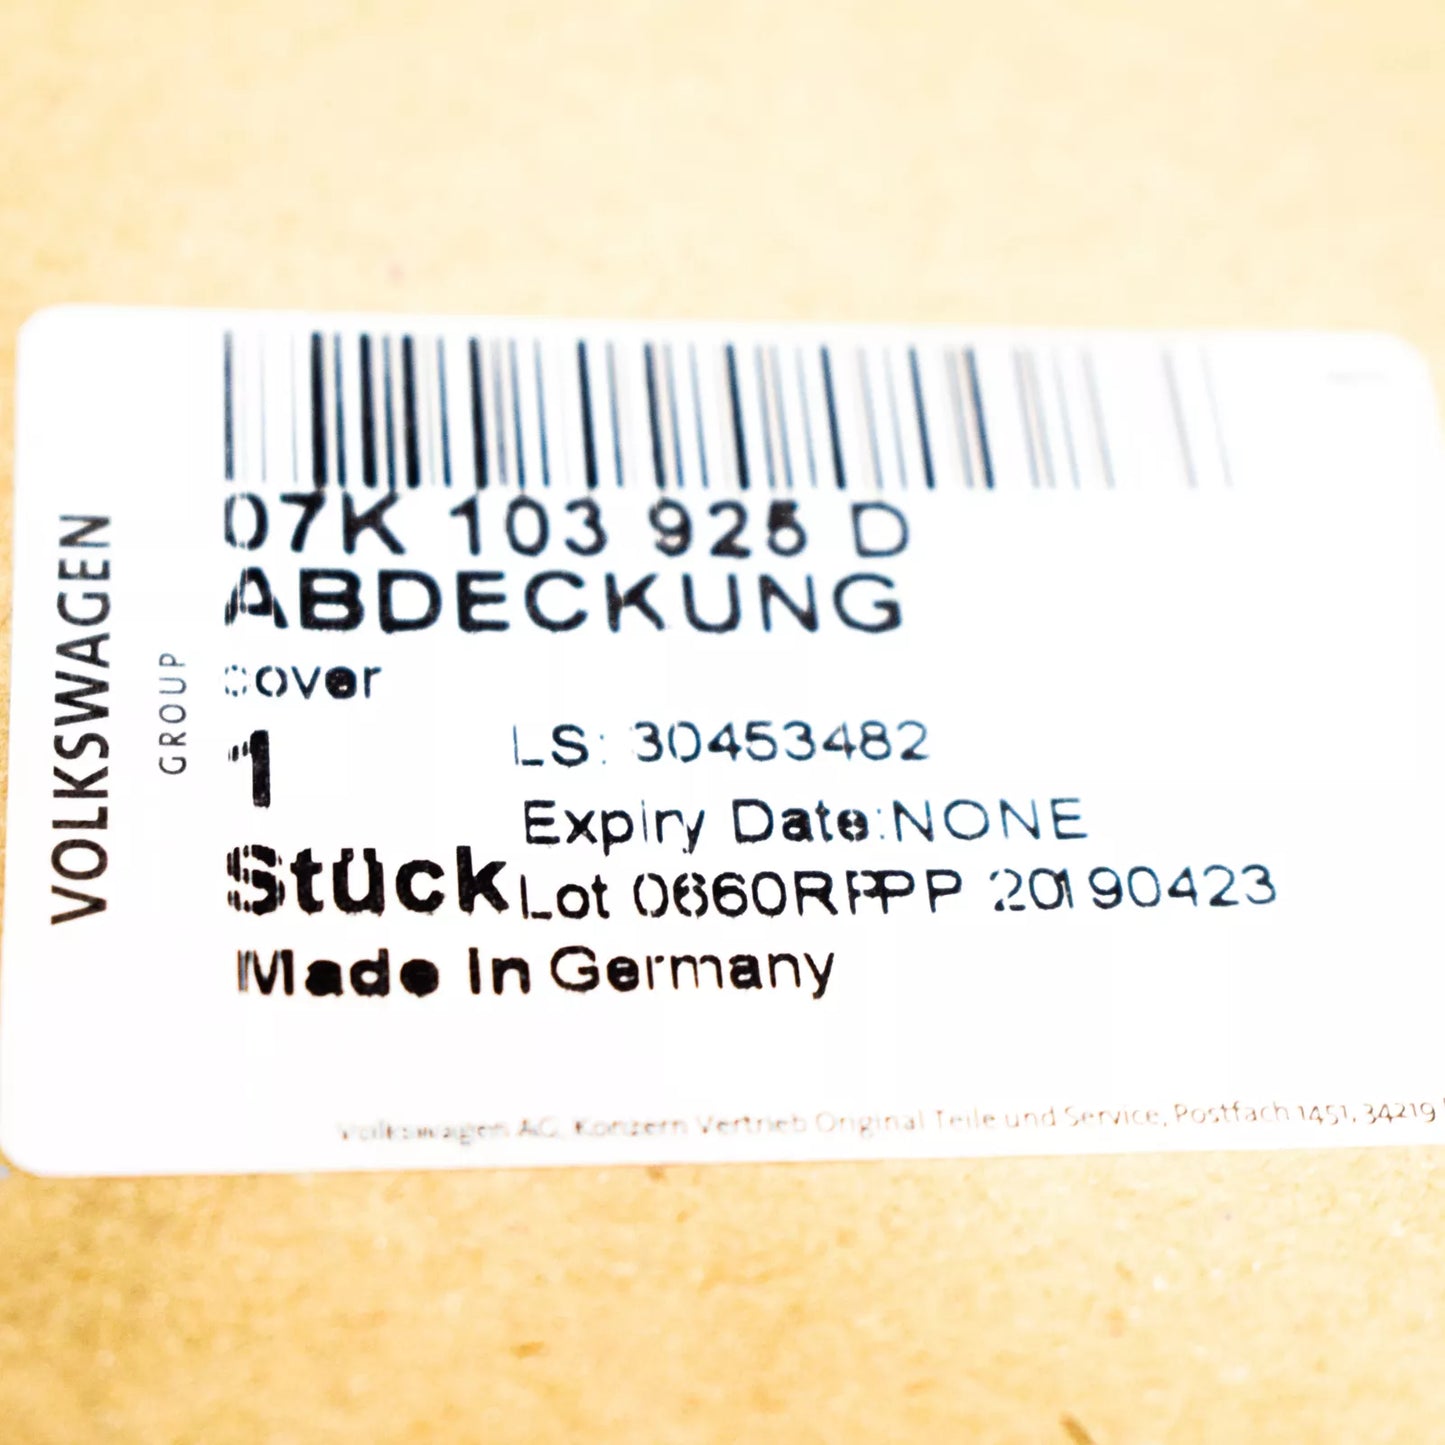 VOLKSWAGEN
GROUP
07K 103 925 D
ABDECKUNG
cover
1
Stück
LS: 30453482
Expiry Date:NONE
Lot 0660RPPP 20190423
Made In Germany
Volkswagen AG, Konzern Vertrieb Original Teile und Service, Postfach 1451, 34219